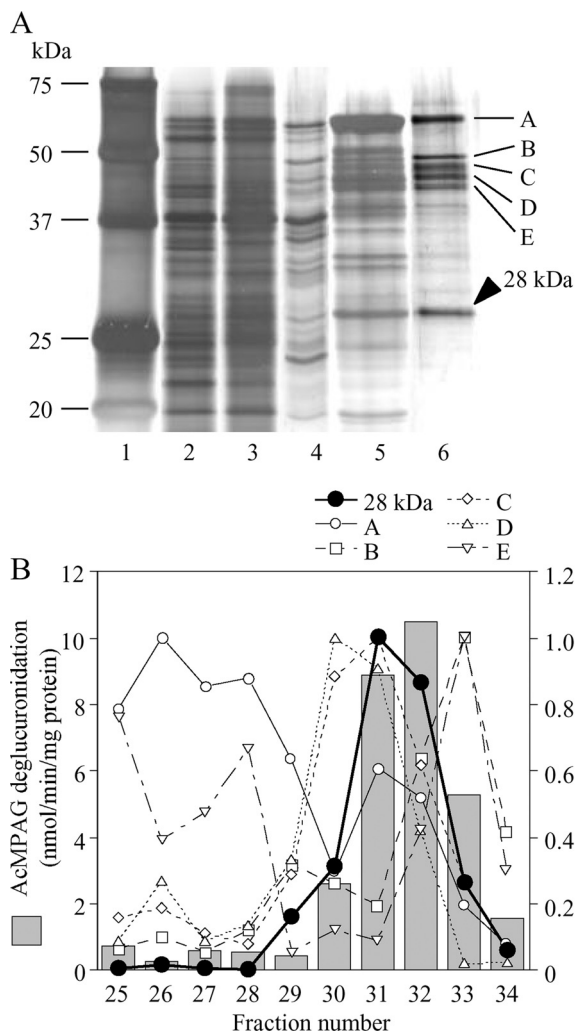 A
kDa
75
50
37
25
20
A
B
C
D
E
28 kDa
1 2 3 4 5 6
28 kDa
A
B
C
D
E
B
AcMPAG deglucuronidation
(nmol/min/mg protein)
12
10
8
6
4
2
0
1.2
1.0
0.8
0.6
0.4
0.2
0
25 26 27 28 29 30 31 32 33 34
Fraction number